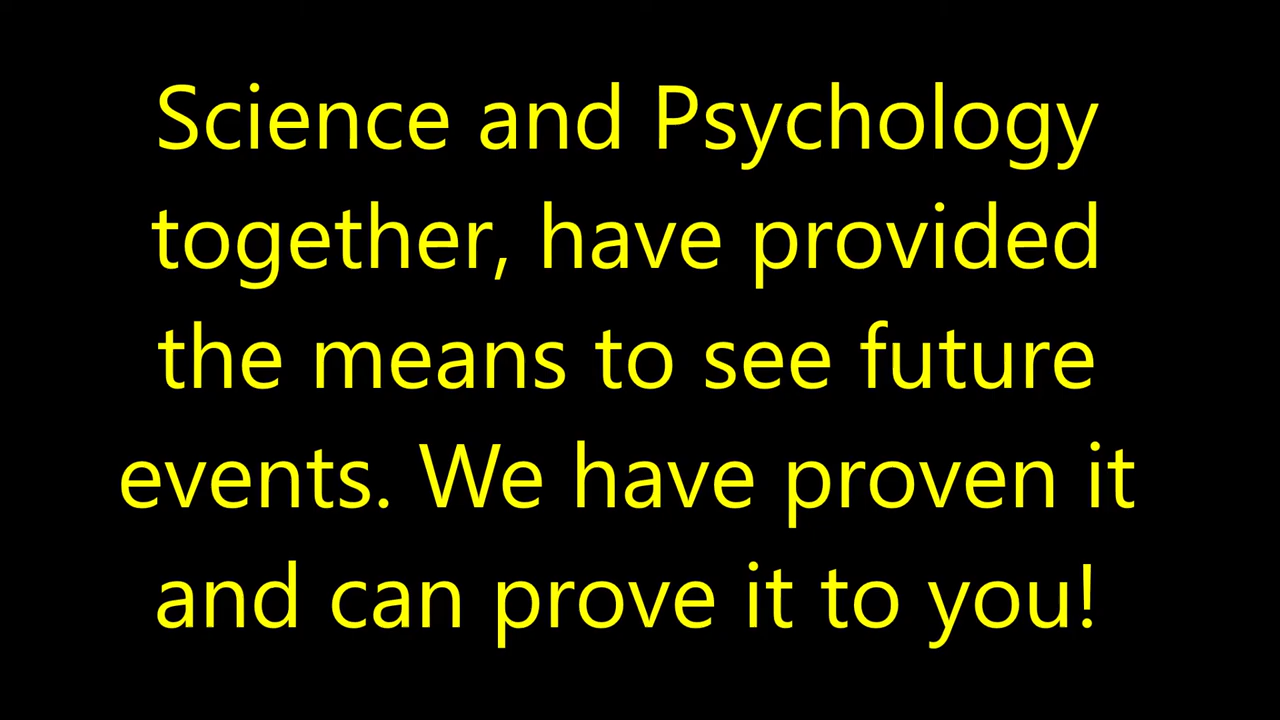 Science and Psychology
together, have provided
the means to see future
events. We have proven it
and can prove it to you!